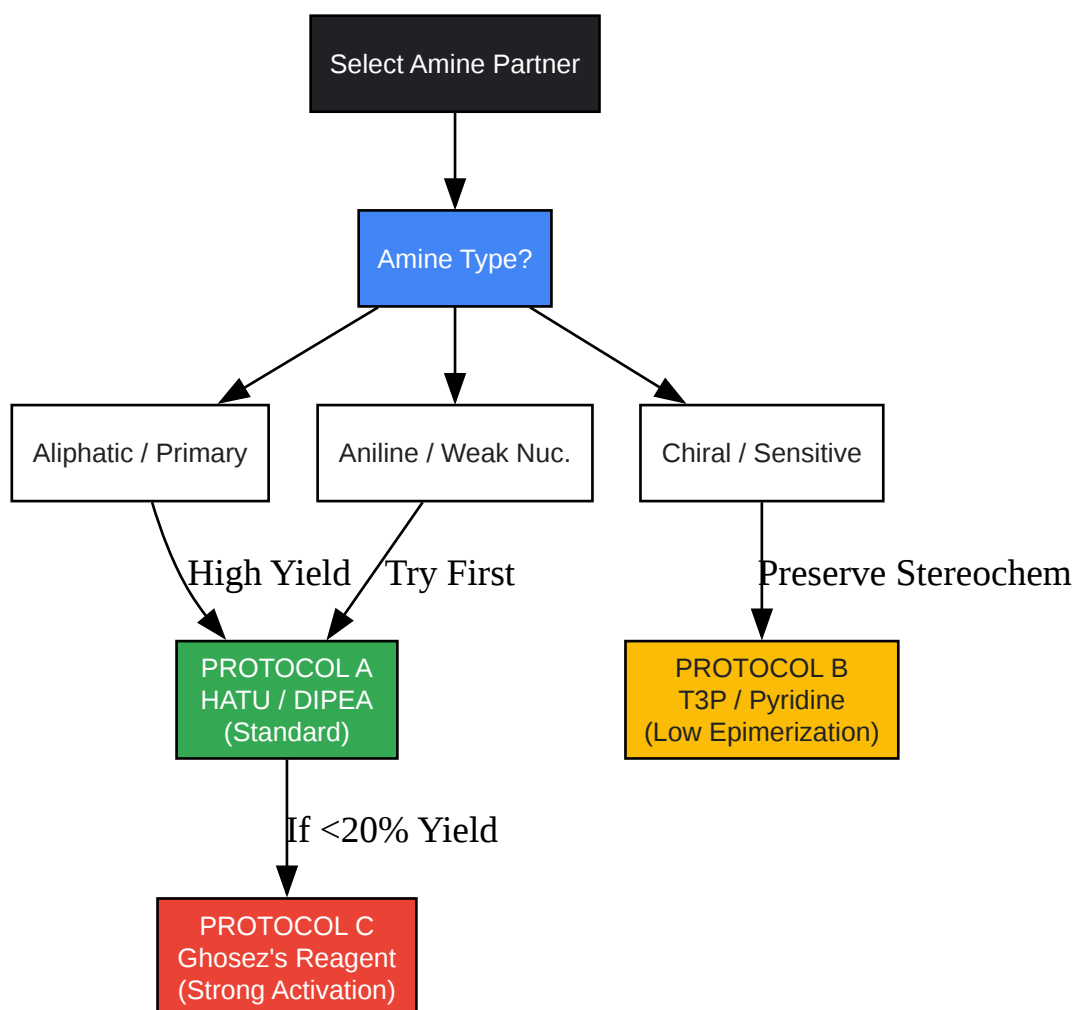 Select Amine Partner
Amine Type?
Aliphatic / Primary
Aniline / Weak Nuc.
Chiral / Sensitive
High Yield
Try First
Preserve Stereochem
PROTOCOL A
HATU / DIPEA
(Standard)
PROTOCOL B
T3P / Pyridine
(Low Epimerization)
If <20% Yield
PROTOCOL C
Ghosez's Reagent
(Strong Activation)